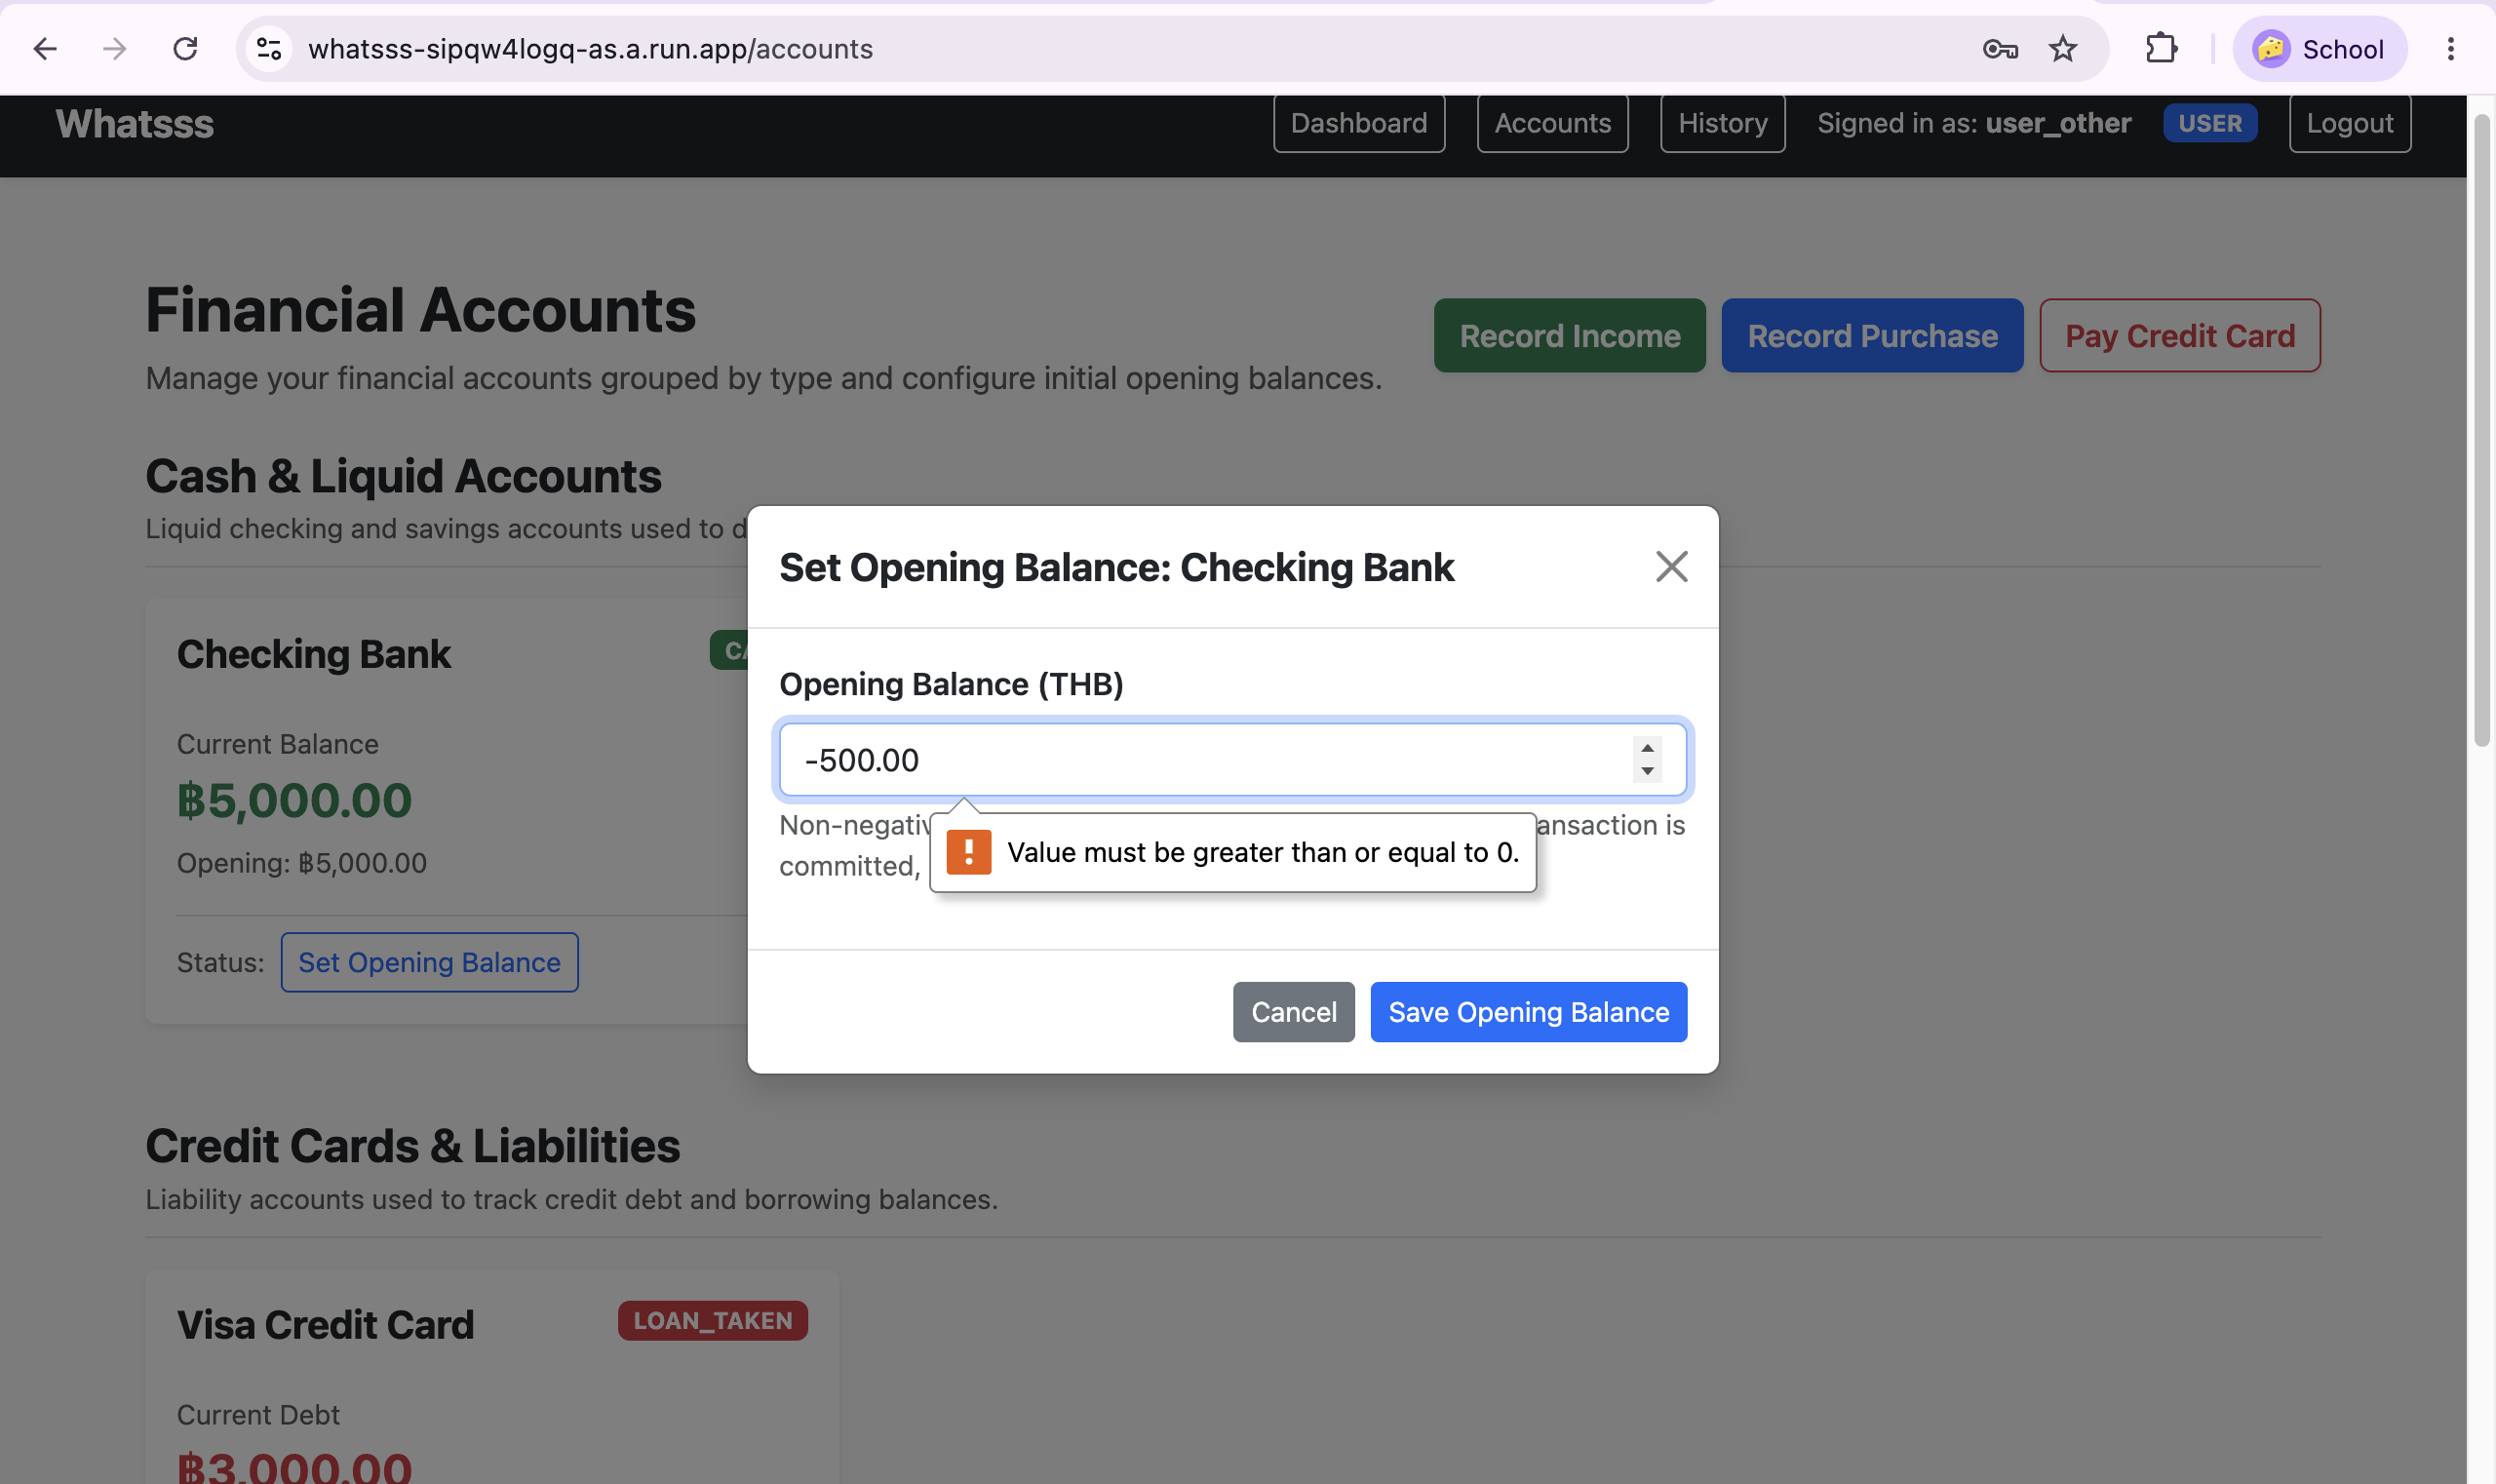 whatsss-sipqw4logq-as.a.run.app/accounts
School
Whatsss
Dashboard
Accounts
History
Signed in as: user_other
USER
Logout
Financial Accounts
Manage your financial accounts grouped by type and configure initial opening balances.
Record Income
Record Purchase
Pay Credit Card
Cash & Liquid Accounts
Liquid checking and savings accounts used to
Checking Bank
Current Balance
฿5,000.00
Opening: ฿5,000.00
Status:
Set Opening Balance
Set Opening Balance: Checking Bank
Opening Balance (THB)
-500.00
is
committed,
Value must be greater than or equal to 0.
Cancel
Save Opening Balance
Credit Cards & Liabilities
Liability accounts used to track credit debt and borrowing balances.
Visa Credit Card
LOAN_TAKEN
Current Debt
฿3,000.00